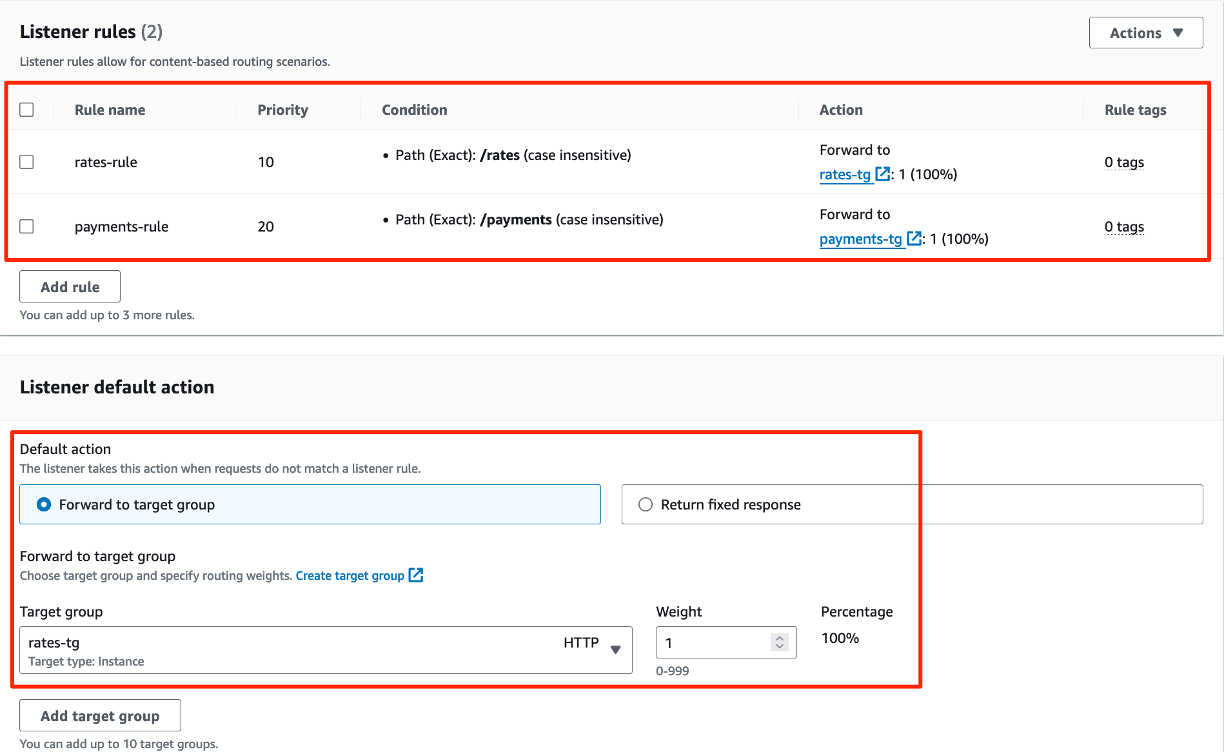 Listener rules (2)
Actions
Listener rules allow for content-based routing scenarios.
Rule name Priority Condition Action Rule tags
rates-rule 10 • Path (Exact): /rates (case insensitive) Forward to
rates-tg : 1 (100%) 0 tags
payments-rule 20 • Path (Exact): /payments (case insensitive) Forward to
payments-tg : 1 (100%) 0 tags
Add rule
You can add up to 3 more rules.
Listener default action
Default action
The listener takes this action when requests do not match a listener rule.
Forward to target group Return fixed response
Forward to target group
Choose target group and specify routing weights. Create target group
Target group Weight Percentage
rates-tg HTTP 1 100%
Target type: Instance
0-999
Add target group
You can add up to 10 target groups.